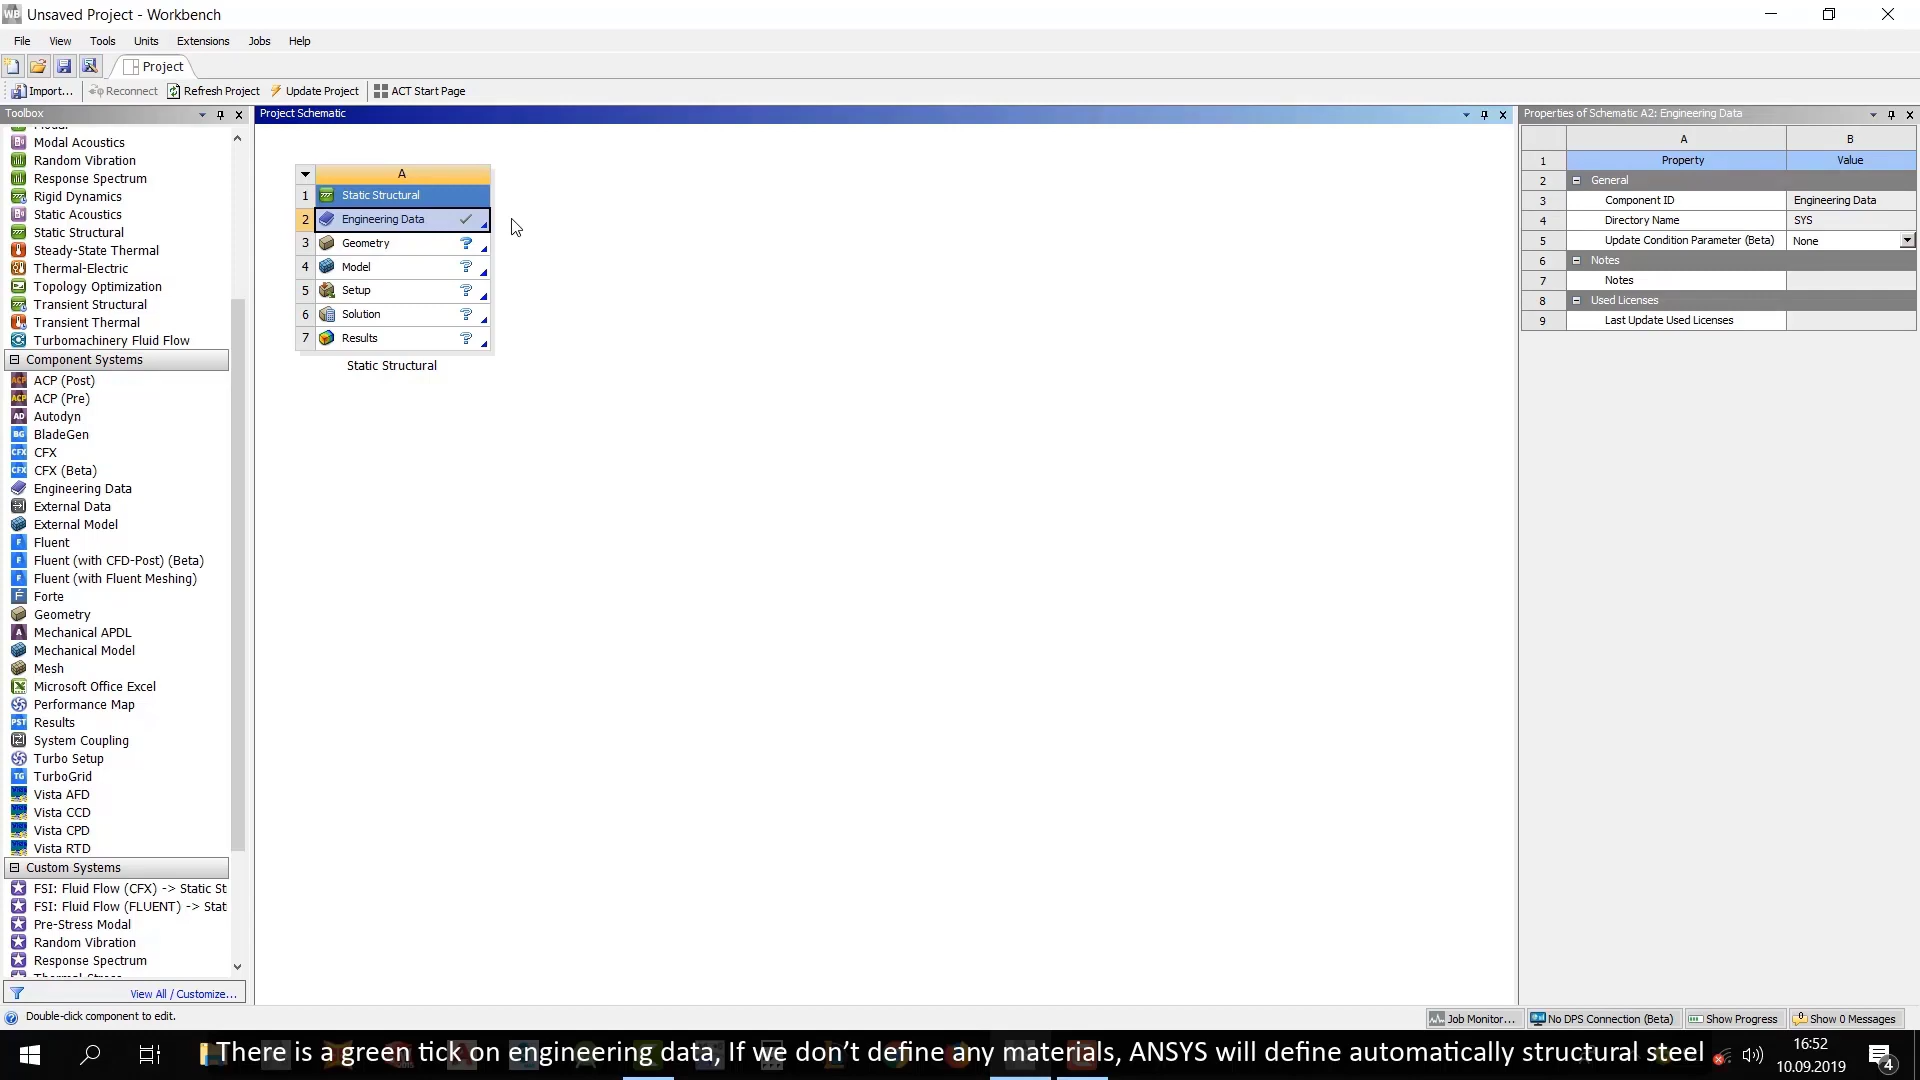 Unsaved Project - Workbench
File View Tools Units Extensions Jobs Help
Project
Import... Reconnect Refresh Project Update Project ACT Start Page
Toolbox
Modal Acoustics
Random Vibration
Response Spectrum
Rigid Dynamics
Static Acoustics
Static Structural
Steady-State Thermal
Thermal-Electric
Topology Optimization
Transient Structural
Transient Thermal
Turbomachinery Fluid Flow
Component Systems
ACP (Post)
ACP (Pre)
Autodyn
BladeGen
CFX
CFX (Beta)
Engineering Data
External Data
External Model
Fluent
Fluent (with CFD-Post) (Beta)
Fluent (with Fluent Meshing)
Forte
Geometry
Mechanical APDL
Mechanical Model
Mesh
Microsoft Office Excel
Performance Map
Results
System Coupling
Turbo Setup
TurboGrid
Vista AFD
Vista CCD
Vista CPD
Vista RTD
Custom Systems
FSI: Fluid Flow (CFX) -> Static St
FSI: Fluid Flow (FLUENT) -> Stat
Pre-Stress Modal
Random Vibration
Response Spectrum
View All / Customize...
Project Schematic
A
1 Static Structural
2 Engineering Data
3 Geometry ?
4 Model ?
5 Setup ?
6 Solution ?
7 Results ?
Static Structural
Properties of Schematic A2: Engineering Data
A B
1 Property Value
2 General
3 Component ID Engineering Data
4 Directory Name SYS
5 Update Condition Parameter (Beta) None
6 Notes
7 Notes
8 Used Licenses
9 Last Update Used Licenses
Double-click component to edit.
Job Monitor... No DPS Connection (Beta) Show Progress Show 0 Messages
There is a green tick on engineering data, If we don't define any materials, ANSYS will define automatically structural steel
16:52
10.09.2019
4